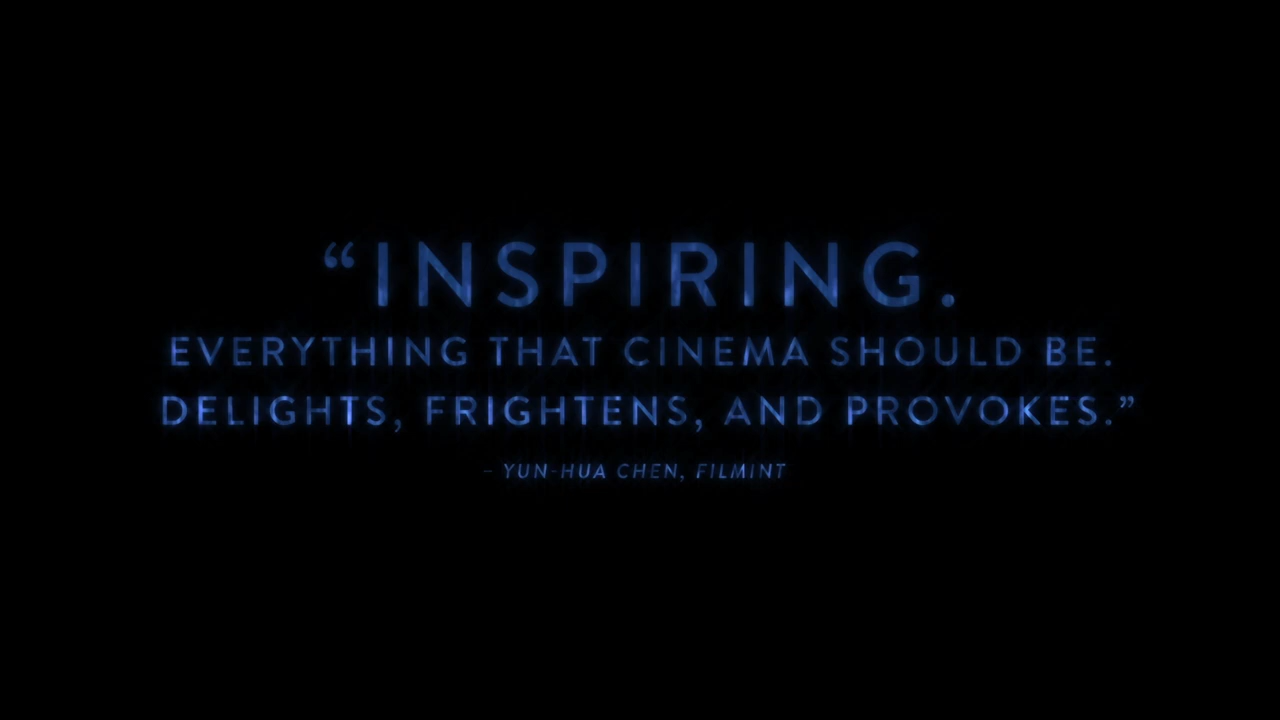 “INSPIRING.
EVERYTHING THAT CINEMA SHOULD BE.
DELIGHTS, FRIGHTENS, AND PROVOKES.”
– YUN-HUA CHEN, FILMINT